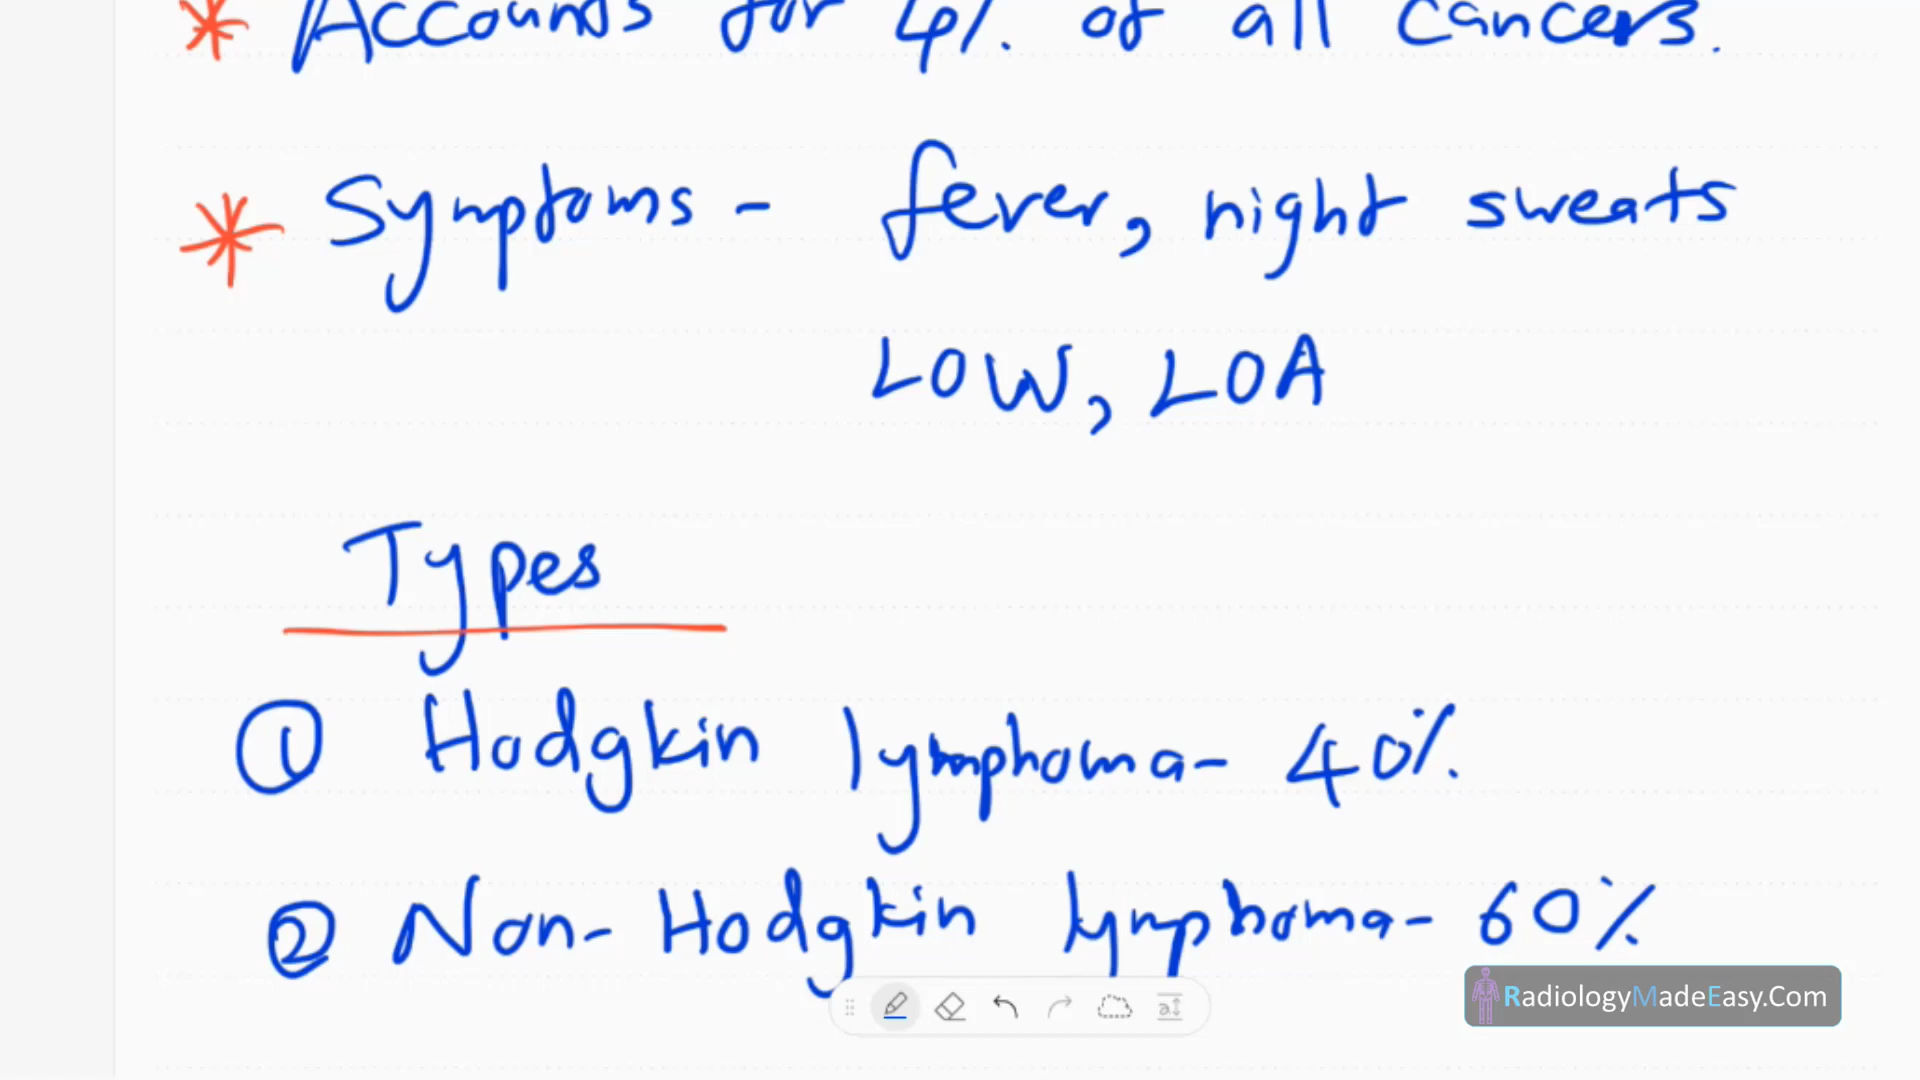 * Accounts for 4% of all cancers.
* Symptoms - fever, night sweats
LOW, LOA
Types
① Hodgkin lymphoma - 40%
② Non-Hodgkin lymphoma - 60%
RadiologyMadeEasy.Com